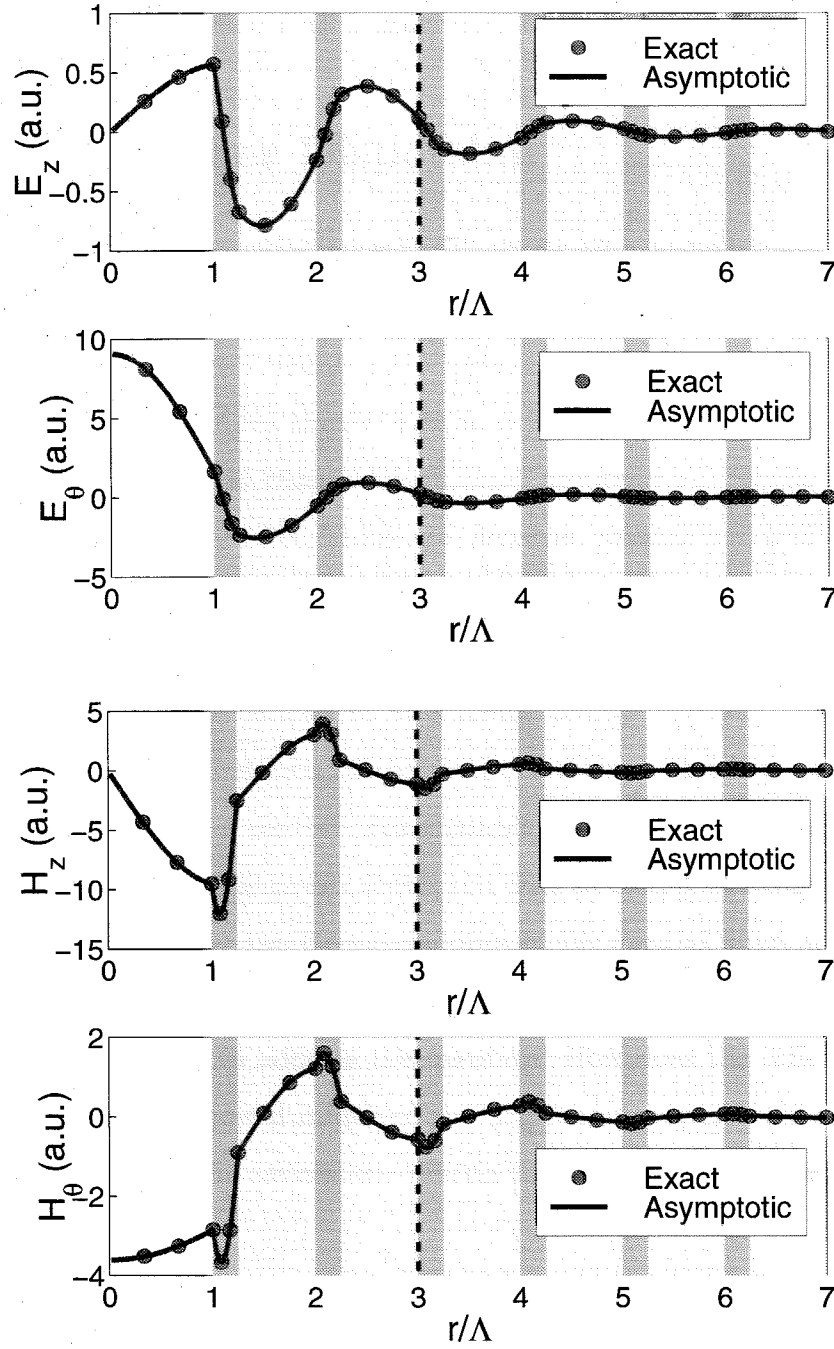 1
0.5
0
−0.5
−1
E_z (a.u.)
Exact
Asymptotic
0 1 2 3 4 5 6 7
r/Λ
10
5
0
−5
E_θ (a.u.)
Exact
Asymptotic
0 1 2 3 4 5 6 7
r/Λ
5
0
−5
−10
−15
H_z (a.u.)
Exact
Asymptotic
0 1 2 3 4 5 6 7
r/Λ
2
0
−2
−4
H_θ (a.u.)
Exact
Asymptotic
0 1 2 3 4 5 6 7
r/Λ